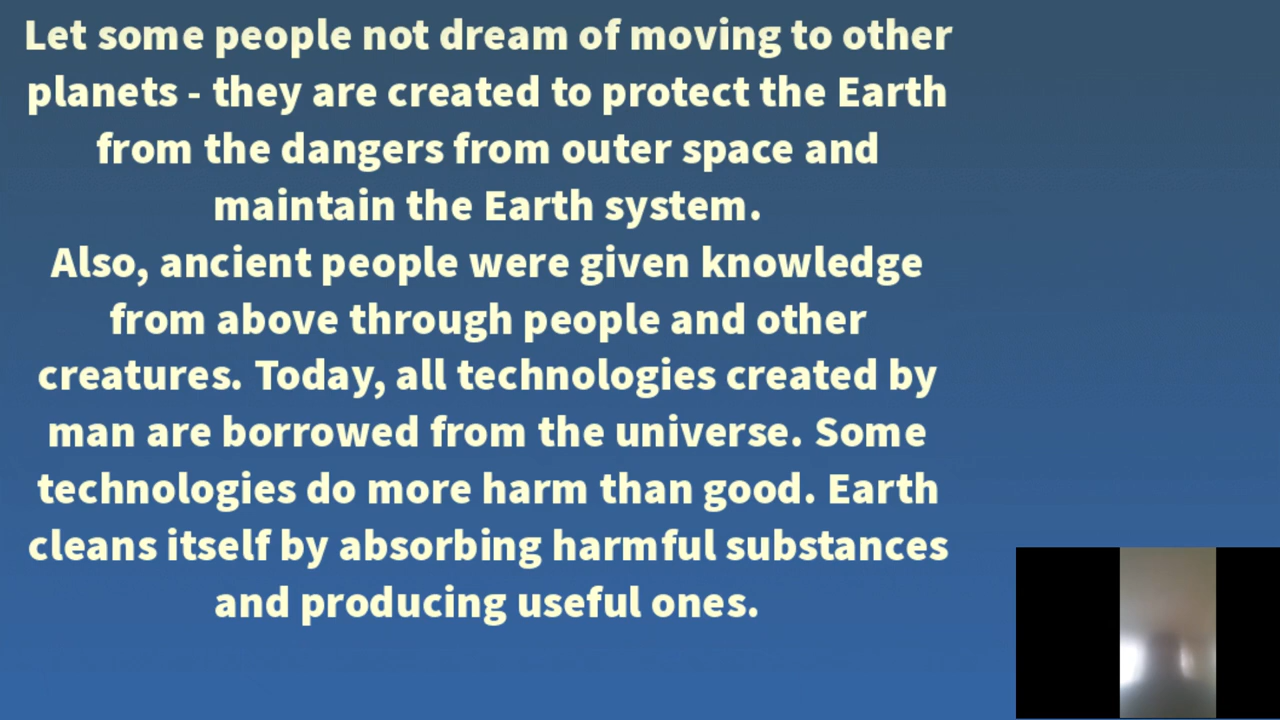 Let some people not dream of moving to other
planets - they are created to protect the Earth
from the dangers from outer space and
maintain the Earth system.
Also, ancient people were given knowledge
from above through people and other
creatures. Today, all technologies created by
man are borrowed from the universe. Some
technologies do more harm than good. Earth
cleans itself by absorbing harmful substances
and producing useful ones.